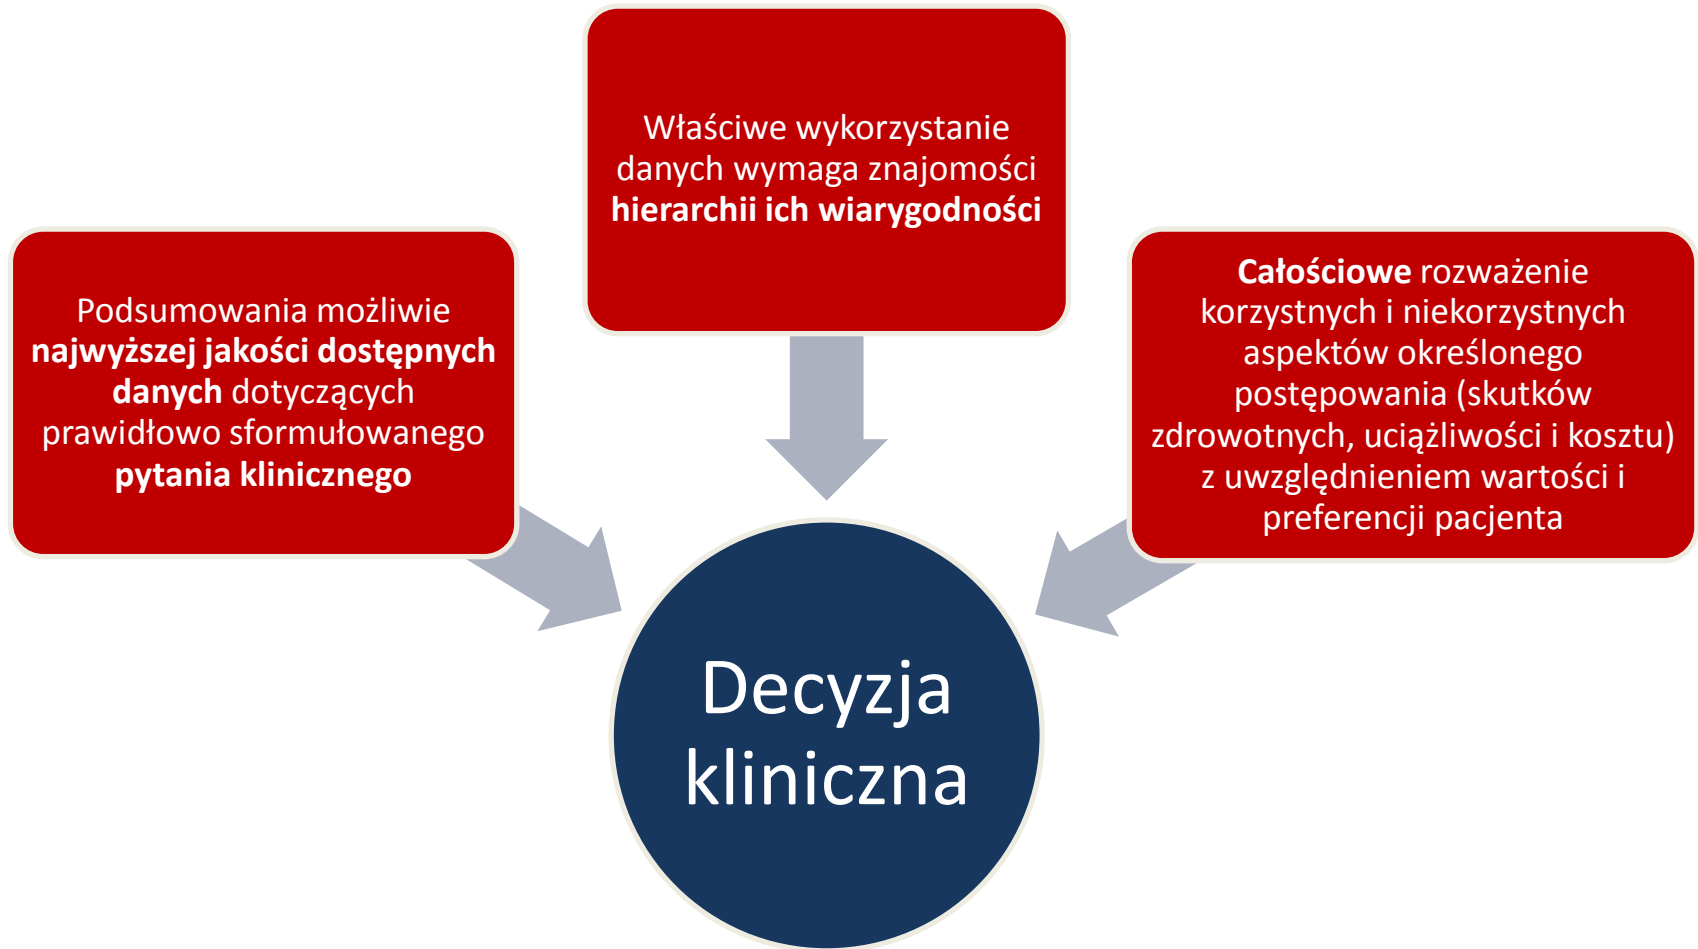 Właściwe wykorzystanie
danych wymaga znajomości
hierarchii ich wiarygodności
Podsumowania możliwie
najwyższej jakości dostępnych
danych dotyczących
prawidłowo sformułowanego
pytania klinicznego
Całościowe rozważenie
korzystnych i niekorzystnych
aspektów określonego
postępowania (skutków
zdrowotnych, uciążliwości i kosztu)
z uwzględnieniem wartości i
preferencji pacjenta
Decyzja
kliniczna